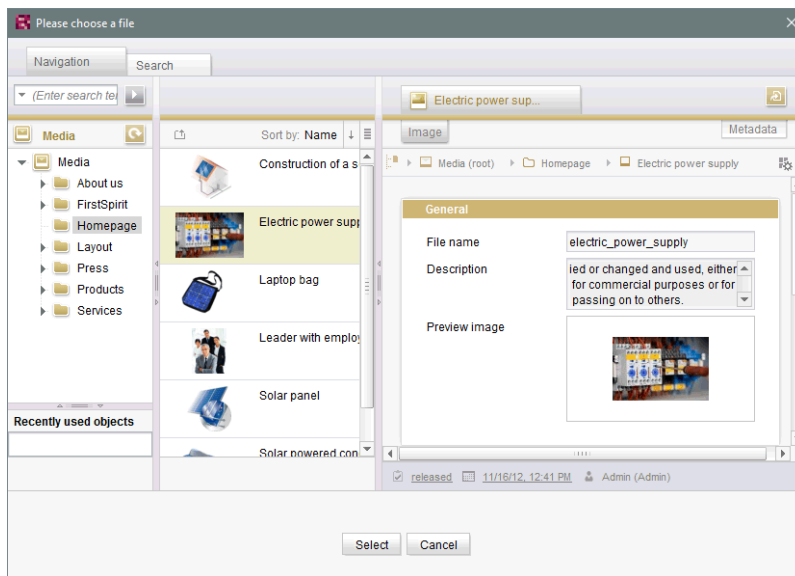 Please choose a file
Navigation
Search
(Enter search te
Media
Media
About us
FirstSpirit
Homepage
Layout
Press
Products
Services
Recently used objects
Sort by: Name
Construction of a s
Electric power supp
Laptop bag
Leader with employ
Solar panel
Solar powered con
Electric power sup...
Image
Metadata
Media (root) Homepage Electric power supply
General
File name electric_power_supply
Description ied or changed and used, either
for commercial purposes or for
passing on to others.
Preview image
released 11/16/12, 12:41 PM Admin (Admin)
Select Cancel